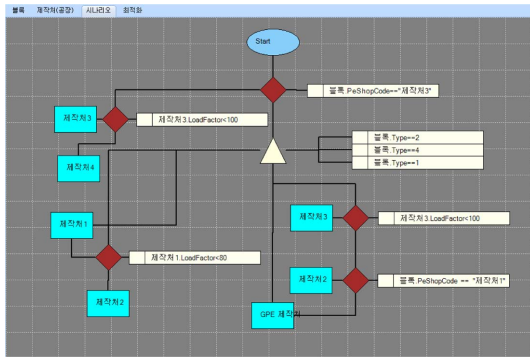 블록 제작처(공장) 시나리오 최적화
Start
블록.PeShopCode=="제작처3"
제작처3
제작처3.LoadFactor<100
블록.Type==2
블록.Type==4
블록.Type==1
제작처4
제작처1
제작처3
제작처3.LoadFactor<100
제작처1.LoadFactor<80
제작처2
블록.PeShopCode == "제작처1"
제작처2
GPE 제작처